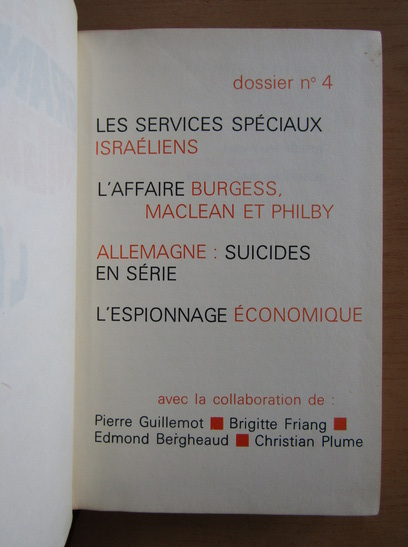 dossier n° 4
LES SERVICES SPÉCIAUX
ISRAÉLIENS
L'AFFAIRE BURGESS,
MACLEAN ET PHILBY
ALLEMAGNE : SUICIDES
EN SÉRIE
L'ESPIONNAGE ÉCONOMIQUE
avec la collaboration de :
Pierre Guillemot ■ Brigitte Friang ■
Edmond Bergheaud ■ Christian Plume